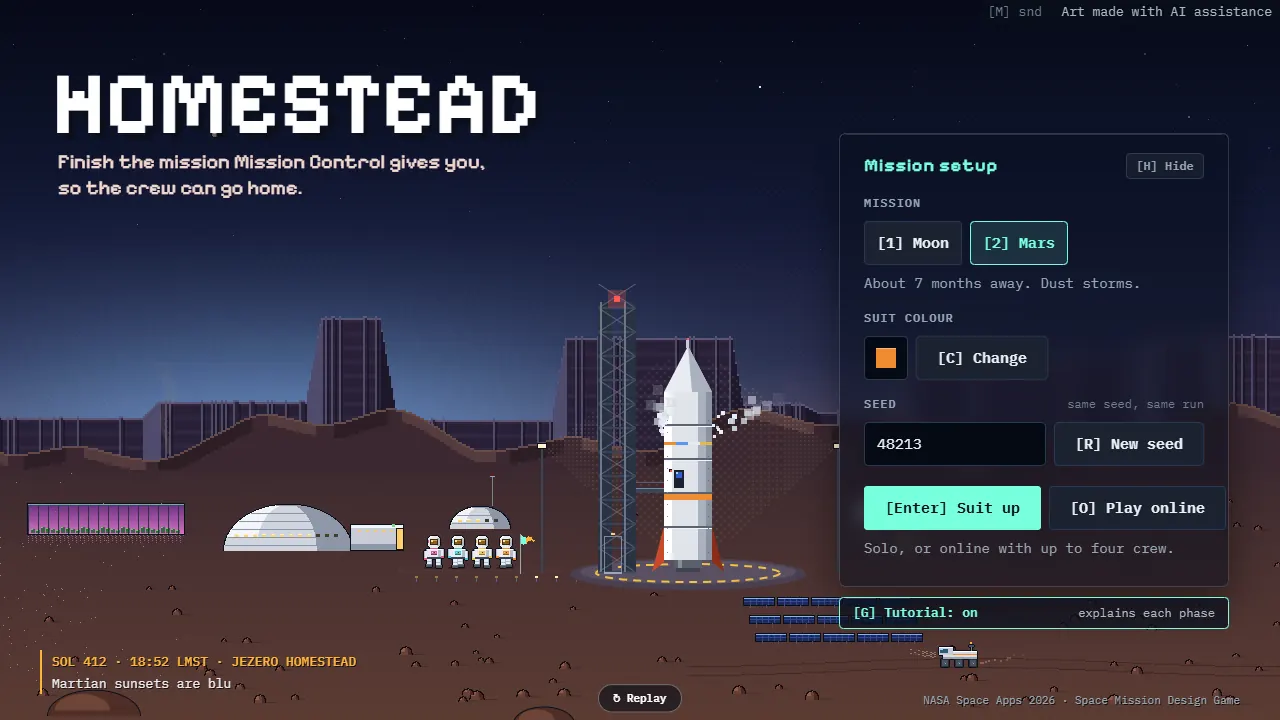 [M] snd Art made with AI assistance
HOMESTEAD
Finish the mission Mission Control gives you,
so the crew can go home.
Mission setup
[H] Hide
MISSION
[1] Moon
[2] Mars
About 7 months away. Dust storms.
SUIT COLOUR
[C] Change
SEED
same seed, same run
48213
[R] New seed
[Enter] Suit up
[O] Play online
Solo, or online with up to four crew.
[G] Tutorial: on
explains each phase
SOL 412 · 18:52 LMST · JEZERO HOMESTEAD
Martian sunsets are blu
↻ Replay
NASA Space Apps 2026 · Space Mission Design Game